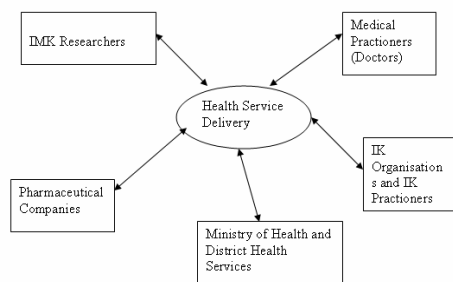 IMK Researchers
Medical
Practioners
(Doctors)
Health Service
Delivery
IK
Organisation
s and IK
Practioners
Pharmaceutical
Companies
Ministry of Health and
District Health
Services